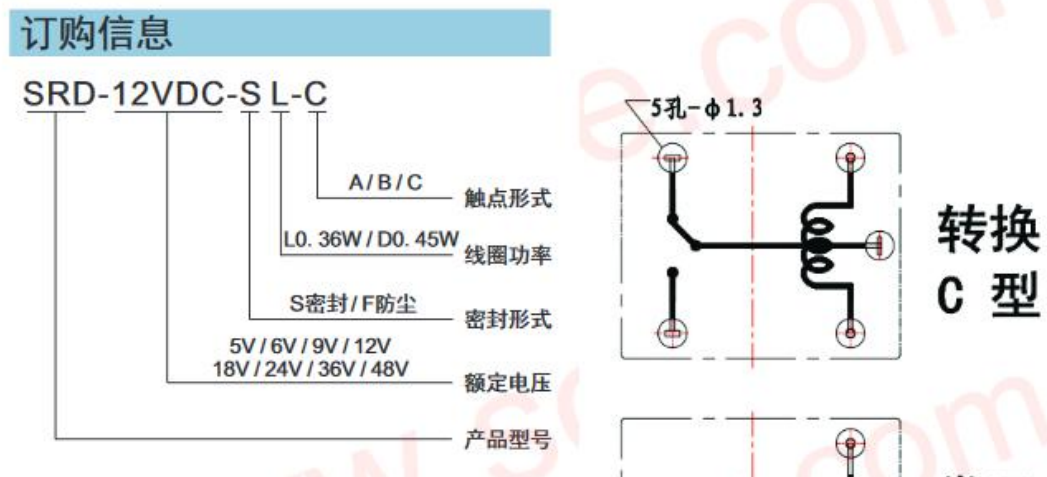 订购信息
SRD-12VDC-S L-C
A/B/C
触点形式
L0.36W/D0.45W
线圈功率
S密封/F防尘
密封形式
5V/6V/9V/12V
18V/24V/36V/48V
额定电压
产品型号
5孔-φ1.3
转换
C 型